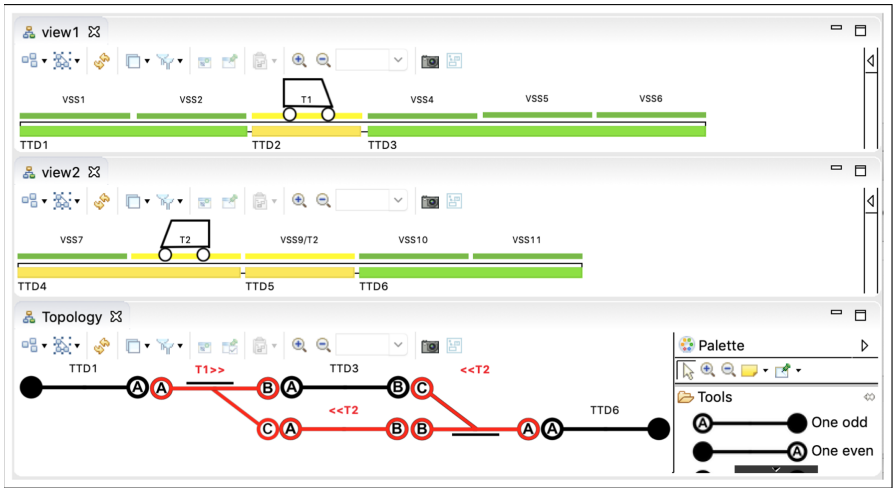 view1
VSS1 VSS2 T1 VSS4 VSS5 VSS6
TTD1 TTD2 TTD3
view2
VSS7 T2 VSS9/T2 VSS10 VSS11
TTD4 TTD5 TTD6
Topology
Palette
TTD1 T1>> TTD3 <<T2
A A B A B C
Tools
<<T2 TTD6
C A B B A A
A One odd
A One even